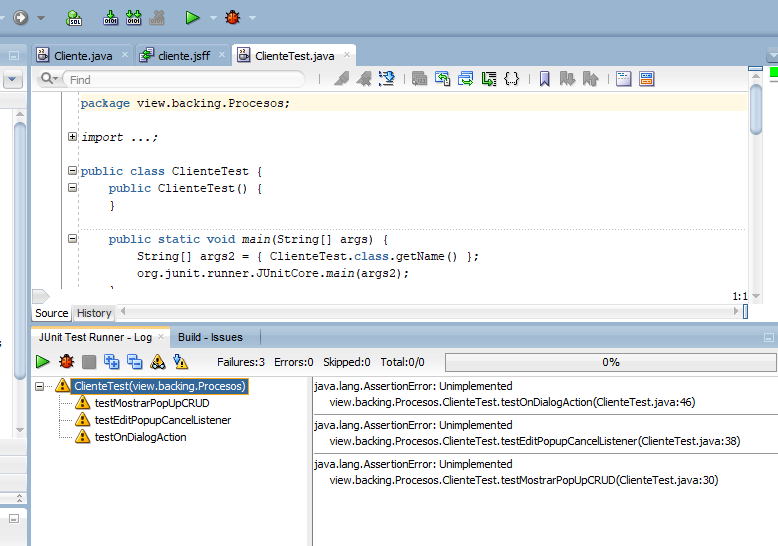 SQL
Cliente.java
cliente.jsff
ClienteTest.java
Find
package view.backing.Procesos;
import ...;
public class ClienteTest {
public ClienteTest() {
}
public static void main(String[] args) {
String[] args2 = { ClienteTest.class.getName() };
org.junit.runner.JUnitCore.main(args2);
1:1
Source History
JUnit Test Runner - Log
Build - Issues
Failures:3 Errors:0 Skipped:0 Total:0/0 0%
ClienteTest(view.backing.Procesos)
testMostrarPopUpCRUD
testEditPopupCancelListener
testOnDialogAction
java.lang.AssertionError: Unimplemented
view.backing.Procesos.ClienteTest.testOnDialogAction(ClienteTest.java:46)
java.lang.AssertionError: Unimplemented
view.backing.Procesos.ClienteTest.testEditPopupCancelListener(ClienteTest.java:38)
java.lang.AssertionError: Unimplemented
view.backing.Procesos.ClienteTest.testMostrarPopUpCRUD(ClienteTest.java:30)